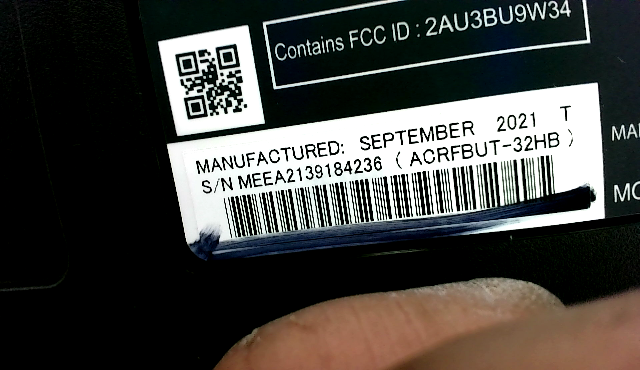 Contains FCC ID : 2AU3BU9W34
MANUFACTURED: SEPTEMBER 2021 T
S/N MEEA2139184236 ( ACRFBUT-32HB )